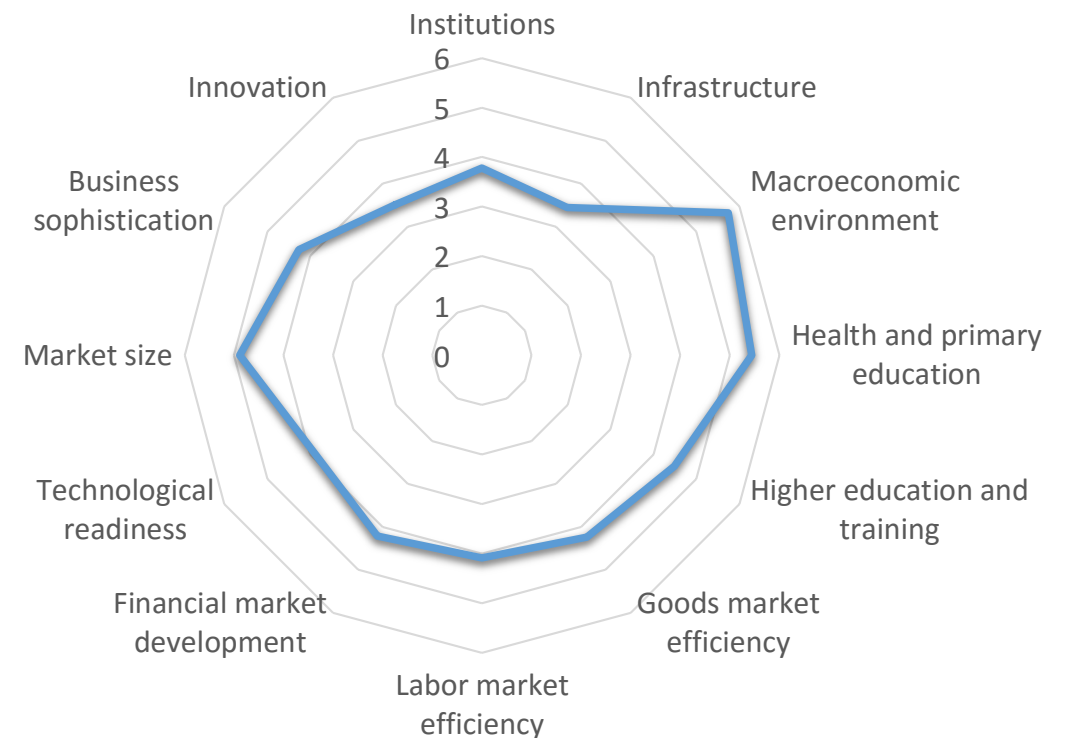 Institutions
6
5
4
3
2
1
0
Infrastructure
Macroeconomic
environment
Health and primary
education
Higher education and
training
Goods market
efficiency
Labor market
efficiency
Financial market
development
Technological
readiness
Market size
Business
sophistication
Innovation